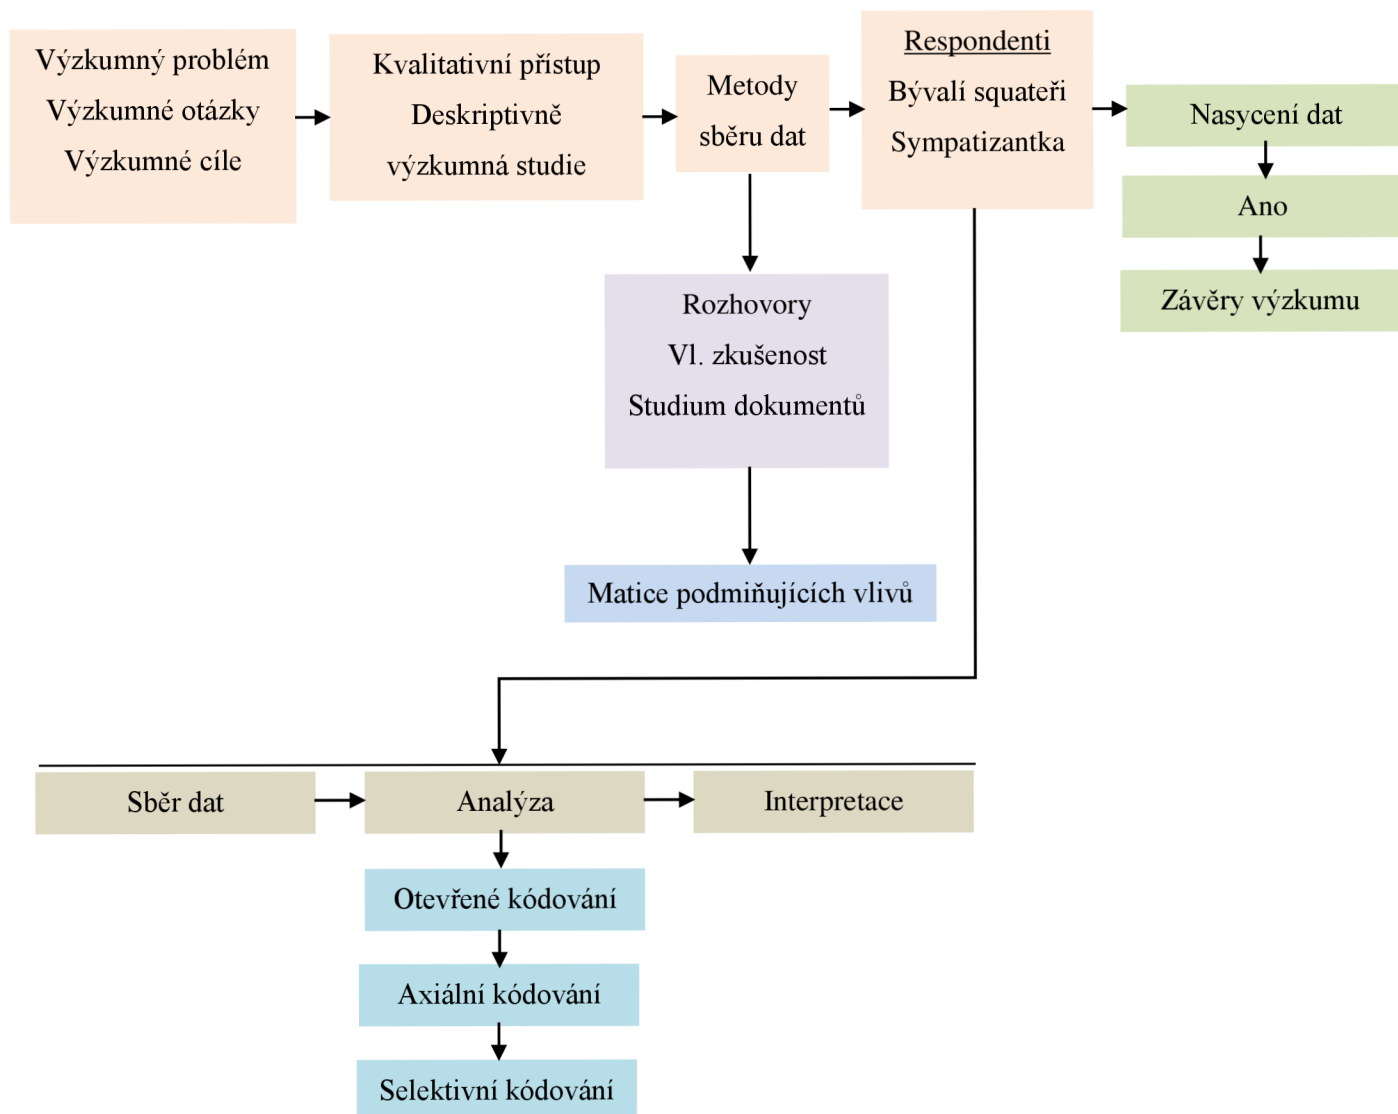 Výzkumný problém
Výzkumné otázky
Výzkumné cíle
Kvalitativní přístup
Deskriptivně
výzkumná studie
Metody
sběru dat
Respondenti
Bývalí squateři
Sympatizantka
Nasycení dat
Ano
Závěry výzkumu
Rozhovory
Vl. zkušenost
Studium dokumentů
Matice podmiňujících vlivů
Sběr dat
Analýza
Interpretace
Otevřené kódování
Axiální kódování
Selektivní kódování